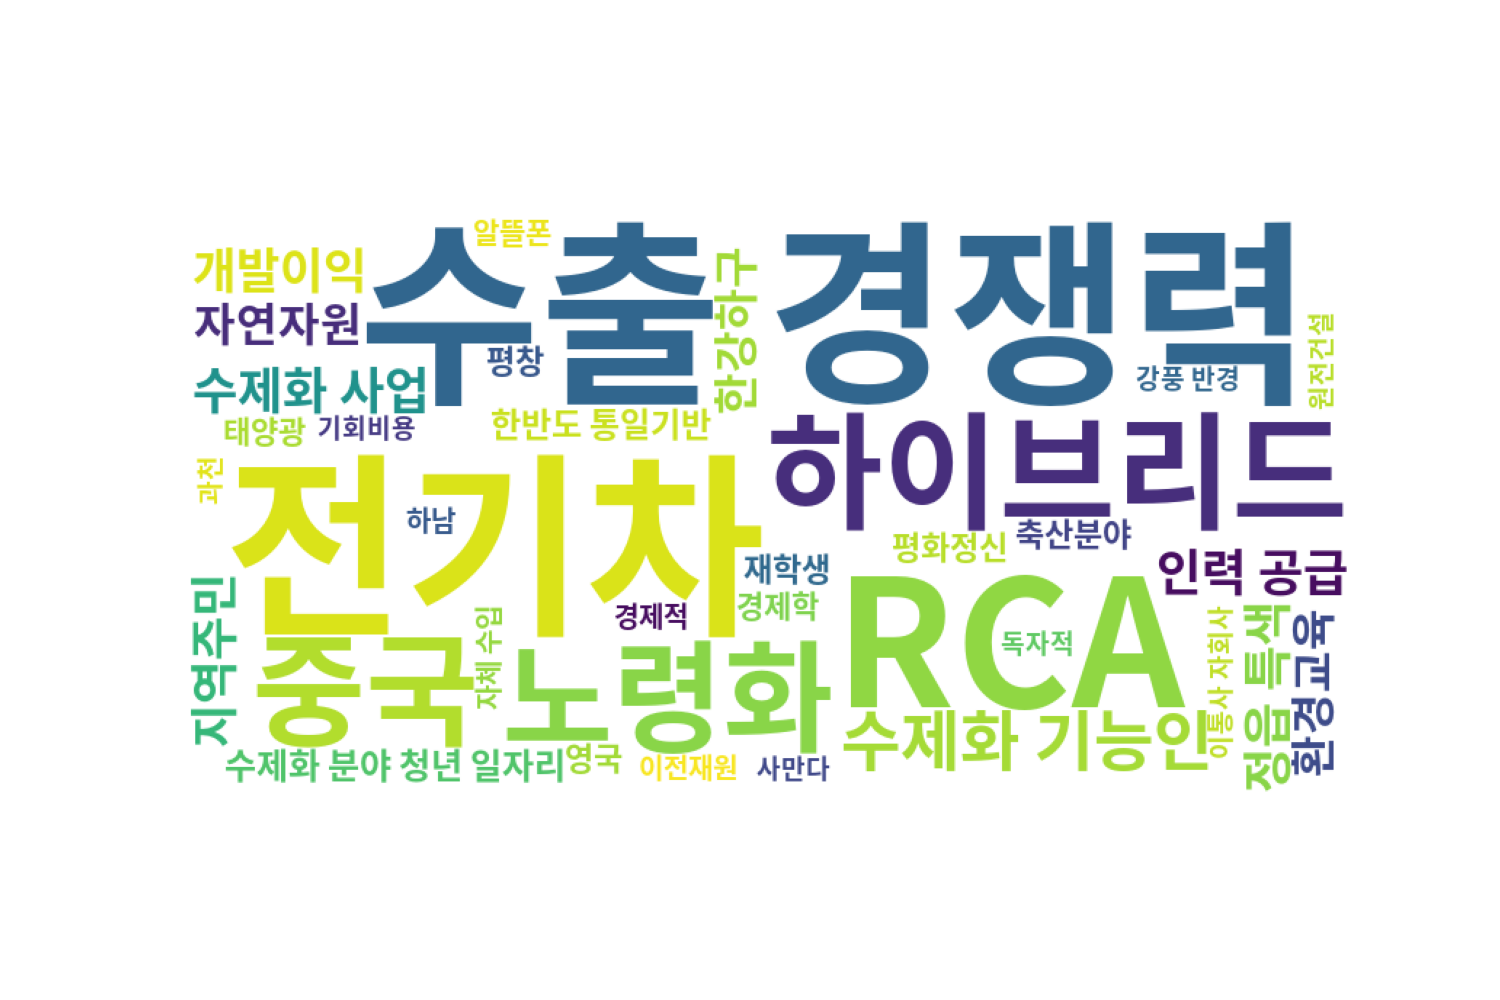 알뜰폰
수출 경쟁력
개발이익
자연자원
한강하구
원전건설
평창
강풍 반경
수제화 사업
태양광
기회비용
한반도 통일기반
하이브리드
과천
전기차
하남
평화정신
축산분야
재학생
인력 공급
지역주민
경제적
경제학
RCA
독자적
자체 수입
중국
노령화
이통사 자회사
정읍 특색
환경교육
수제화 기능인
수제화 분야 청년 일자리
영국
이전재원
사만다